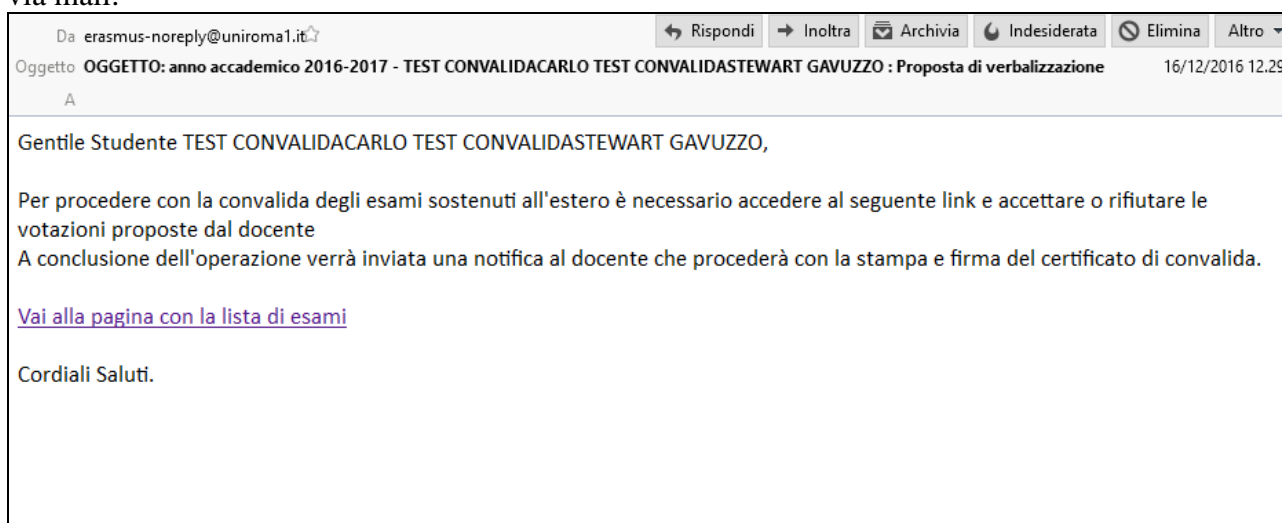 via mail:
Da erasmus-noreply@uniroma1.it Rispondi Inoltra Archivia Indesiderata Elimina Altro
Oggetto OGGETTO: anno accademico 2016-2017 - TEST CONVALIDACARLO TEST CONVALIDASTEWART GAVUZZO : Proposta di verbalizzazione 16/12/2016 12.29
A
Gentile Studente TEST CONVALIDACARLO TEST CONVALIDASTEWART GAVUZZO,
Per procedere con la convalida degli esami sostenuti all'estero è necessario accedere al seguente link e accettare o rifiutare le
votazioni proposte dal docente
A conclusione dell'operazione verrà inviata una notifica al docente che procederà con la stampa e firma del certificato di convalida.
Vai alla pagina con la lista di esami
Cordiali Saluti.